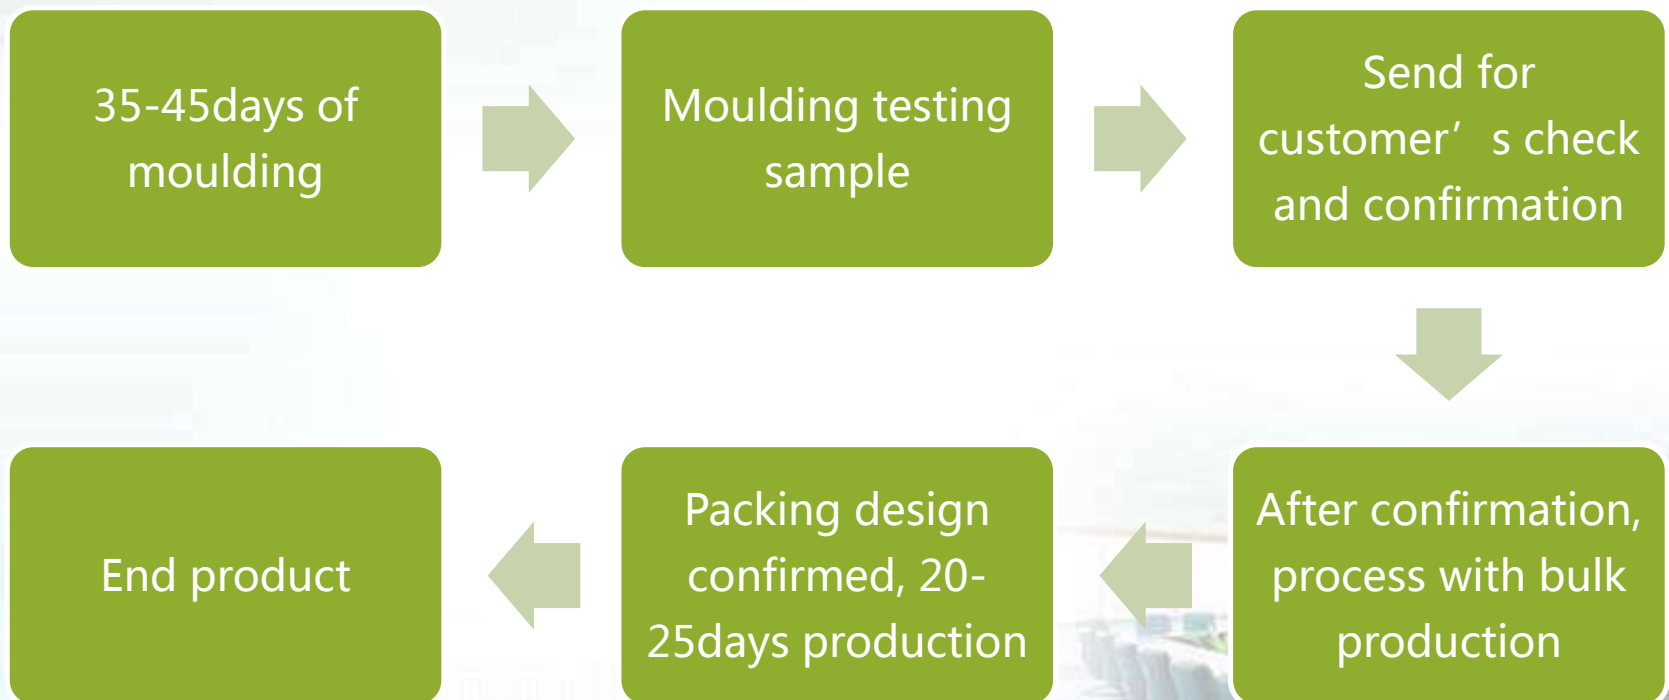 35-45days of
moulding
Moulding testing
sample
Send for
customer’s check
and confirmation
After confirmation,
process with bulk
production
Packing design
confirmed, 20-
25days production
End product